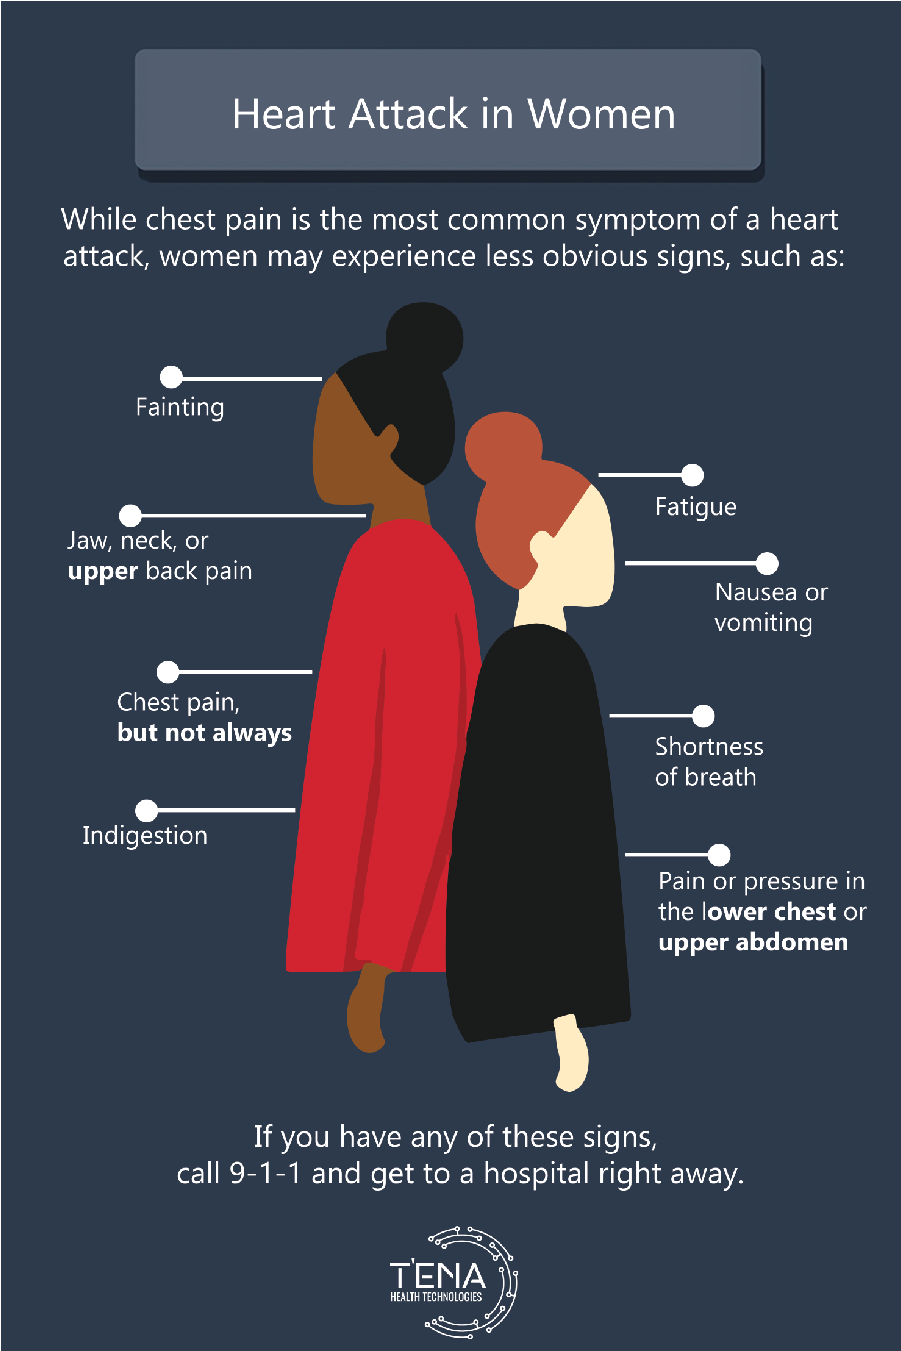 Heart Attack in Women
While chest pain is the most common symptom of a heart
attack, women may experience less obvious signs, such as:
Fainting
Jaw, neck, or
upper back pain
Chest pain,
but not always
Indigestion
Fatigue
Nausea or
vomiting
Shortness
of breath
Pain or pressure in
the lower chest or
upper abdomen
If you have any of these signs,
call 9-1-1 and get to a hospital right away.
T'ENA
HEALTH TECHNOLOGIES